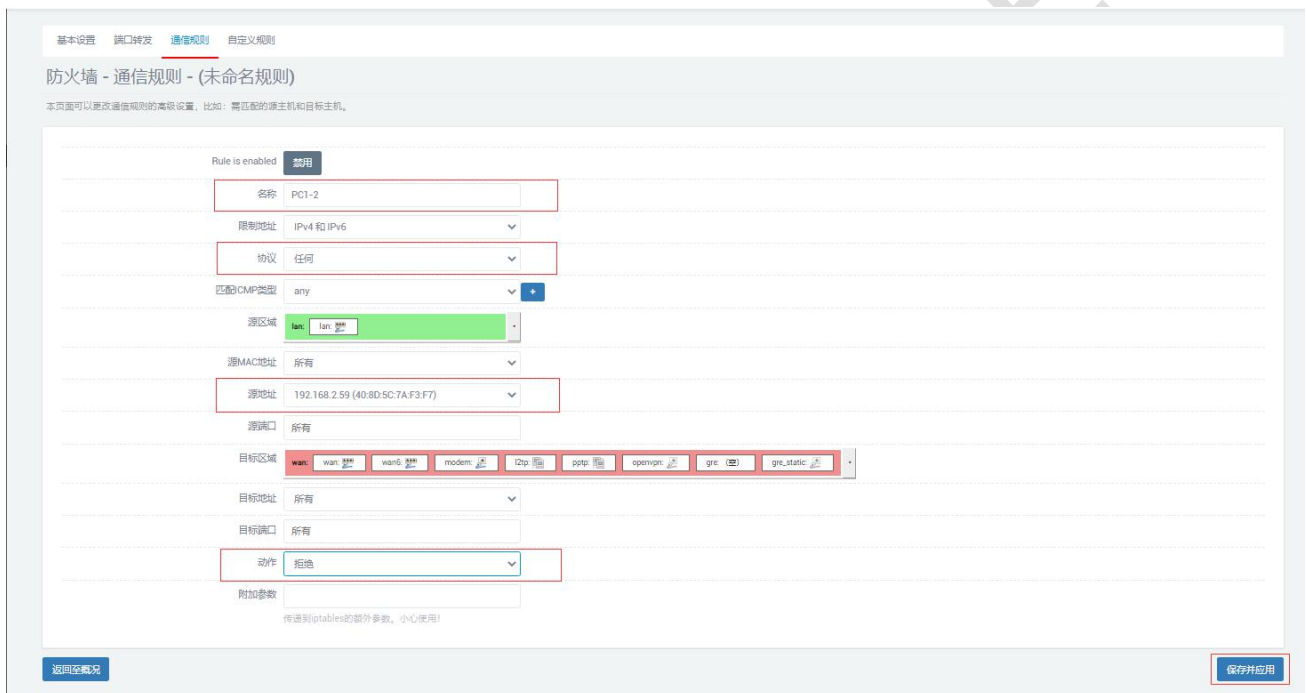 基本设置 端口转发 通信规则 自定义规则
防火墙 - 通信规则 - (未命名规则)
本页面可以更改通信规则的高级设置，比如：需匹配的源主机和目标主机。
Rule is enabled 禁用
名称 PC1-2
限制地址 IPv4 和 IPv6
协议 任何
匹配ICMP类型 any +
源区域 lan: lan:
源MAC地址 所有
源地址 192.168.2.59 (40:8D:5C:7A:F3:F7)
源端口 所有
目标区域 wan: wan: wan6: modem: l2tp: pptp: openvpn: gre: (空) gre_static:
目标地址 所有
目标端口 所有
动作 拒绝
附加参数
传递到iptables的额外参数。小心使用！
返回至概况 保存并应用